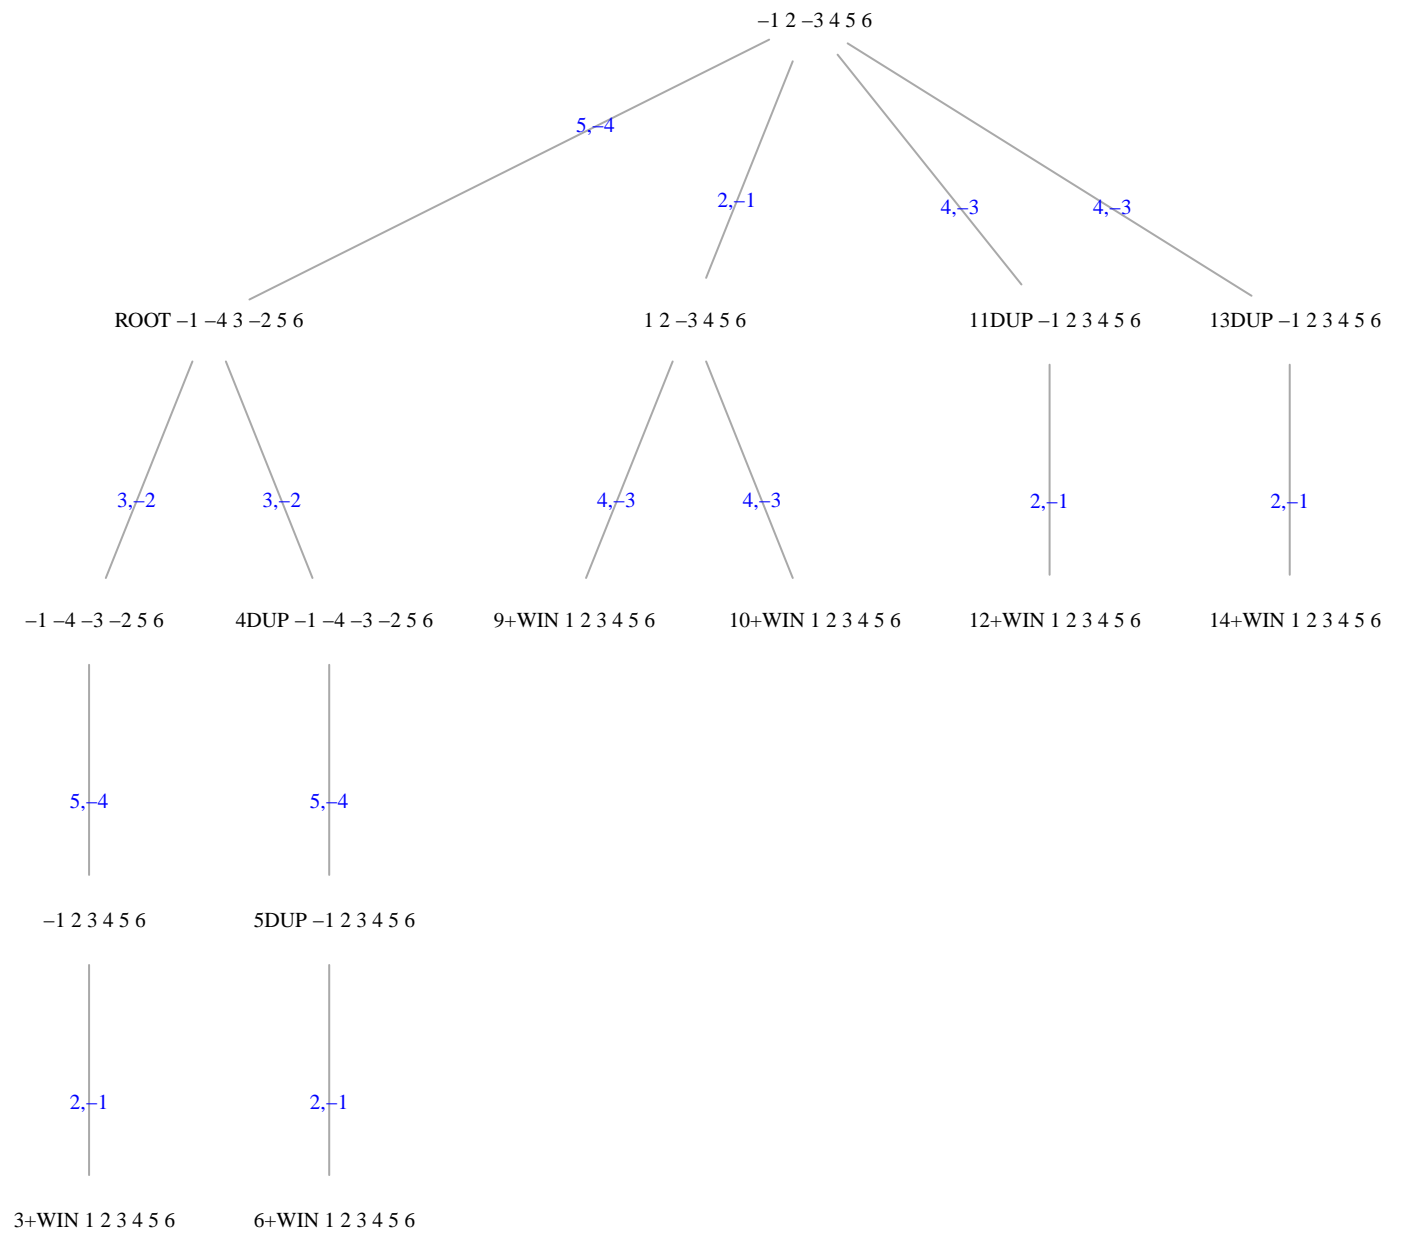 –1 2 –3 4 5 6
5,–4
2,–1
4,–3
4,–3
ROOT –1 –4 3 –2 5 6
1 2 –3 4 5 6
11DUP –1 2 3 4 5 6
13DUP –1 2 3 4 5 6
3,–2
3,–2
4,–3
4,–3
2,–1
2,–1
–1 –4 –3 –2 5 6
4DUP –1 –4 –3 –2 5 6
9+WIN 1 2 3 4 5 6
10+WIN 1 2 3 4 5 6
12+WIN 1 2 3 4 5 6
14+WIN 1 2 3 4 5 6
5,–4
5,–4
–1 2 3 4 5 6
5DUP –1 2 3 4 5 6
2,–1
2,–1
3+WIN 1 2 3 4 5 6
6+WIN 1 2 3 4 5 6